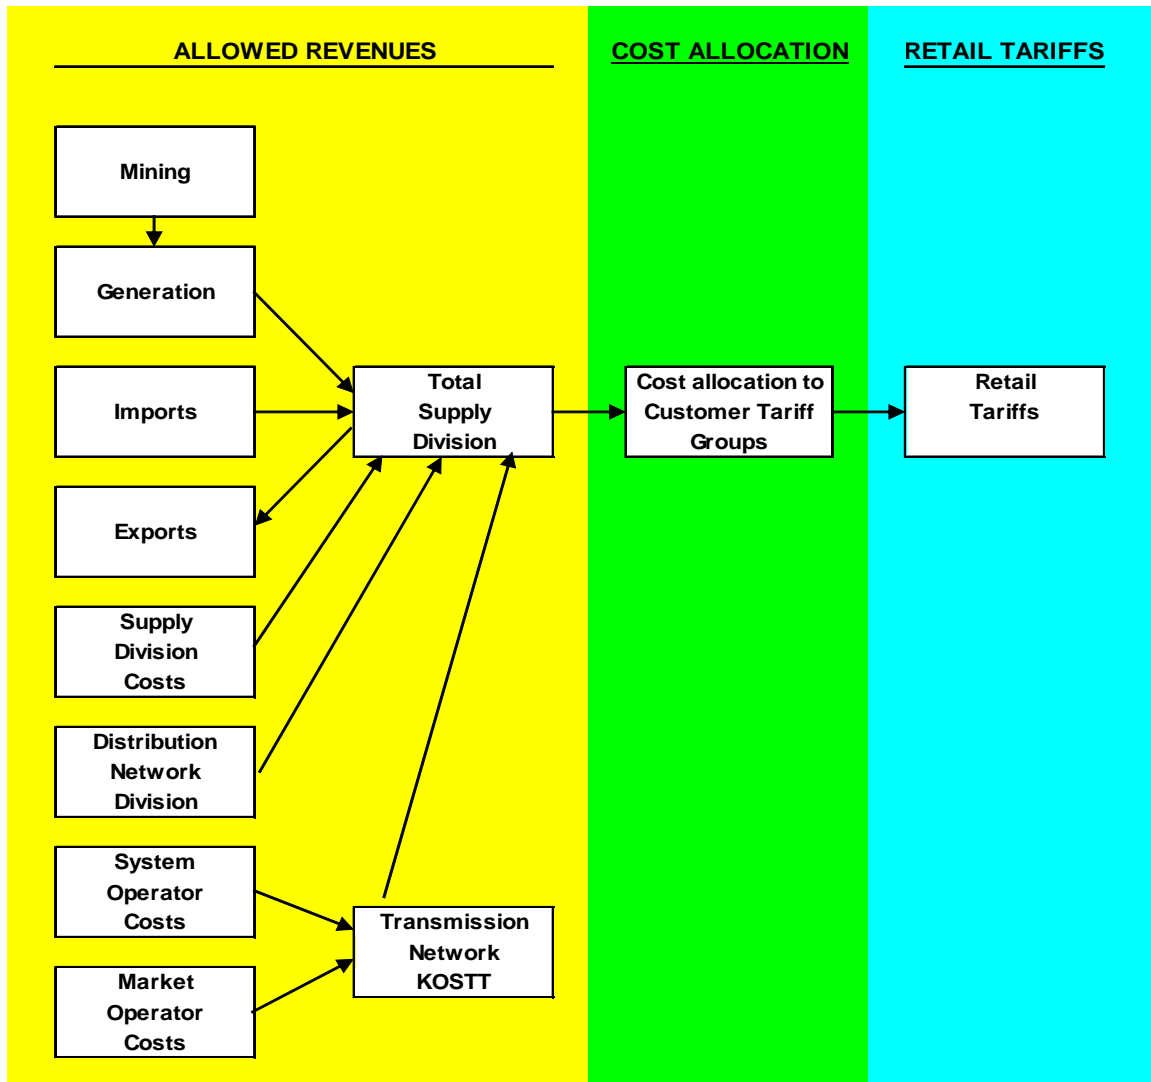 ALLOWED REVENUES
COST ALLOCATION
RETAIL TARIFFS
Mining
Generation
Imports
Total
Supply
Division
Cost allocation to
Customer Tariff
Groups
Retail
Tariffs
Exports
Supply
Division
Costs
Distribution
Network
Division
System
Operator
Costs
Transmission
Network
KOSTT
Market
Operator
Costs